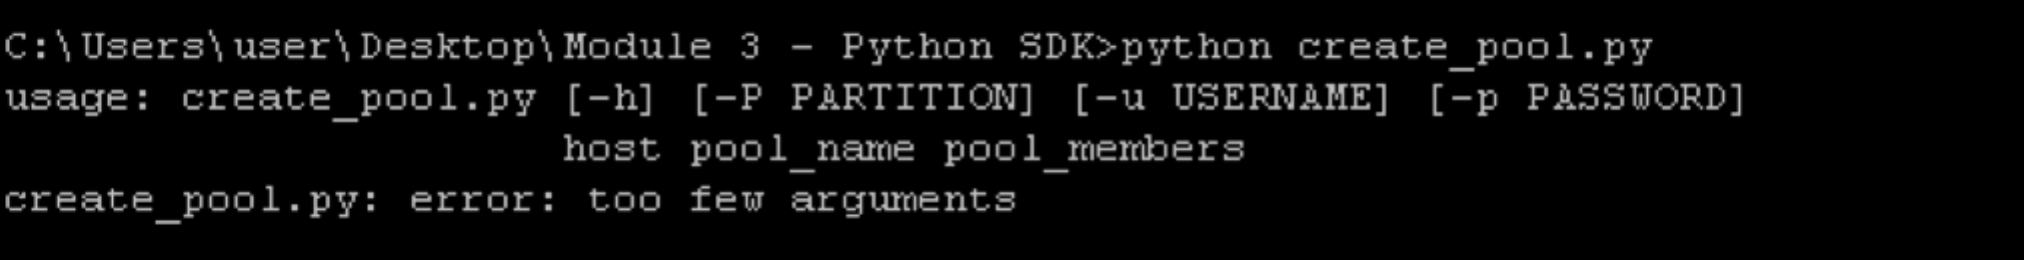 C:\Users\user\Desktop\Module 3 - Python SDK>python create_pool.py
usage: create_pool.py [-h] [-P PARTITION] [-u USERNAME] [-p PASSWORD]
host pool_name pool_members
create_pool.py: error: too few arguments